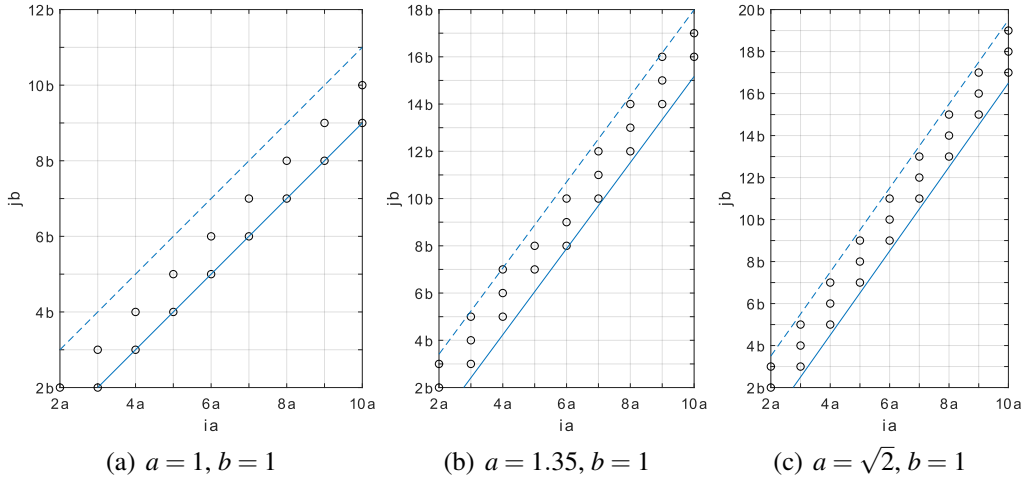 12b
10b
8b
6b
4b
2b
2a 4a 6a 8a 10a
jb
ia
(a) a = 1, b = 1
18b
16b
14b
12b
10b
8b
6b
4b
2b
2a 4a 6a 8a 10a
jb
ia
(b) a = 1.35, b = 1
20b
18b
16b
14b
12b
10b
8b
6b
4b
2b
2a 4a 6a 8a 10a
jb
ia
(c) a = √2, b = 1